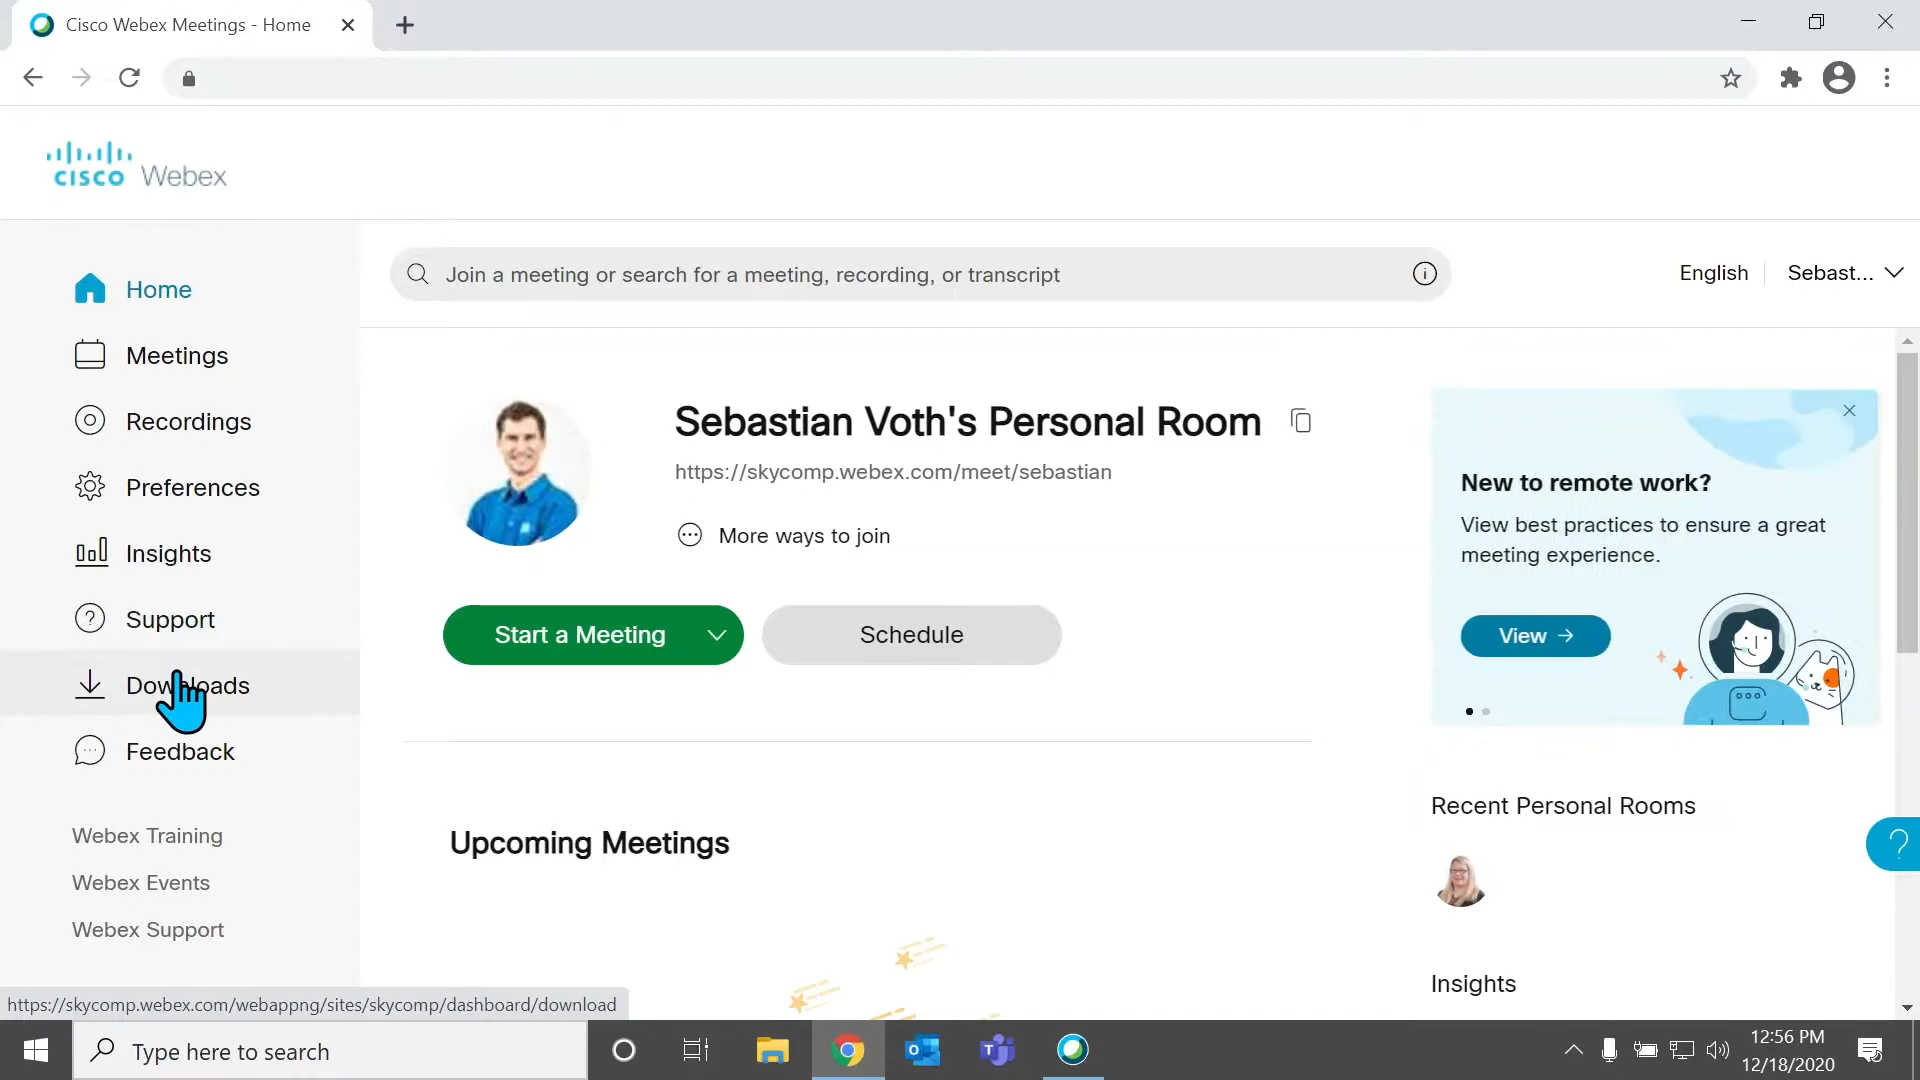 Cisco Webex Meetings - Home
CISCO Webex
Home
Meetings
Recordings
Preferences
Insights
Support
Downloads
Feedback
Webex Training
Webex Events
Webex Support
Join a meeting or search for a meeting, recording, or transcript
English
Sebast...
Sebastian Voth's Personal Room
https://skycomp.webex.com/meet/sebastian
More ways to join
Start a Meeting
Schedule
Upcoming Meetings
New to remote work?
View best practices to ensure a great
meeting experience.
View →
Recent Personal Rooms
Insights
https://skycomp.webex.com/webappng/sites/skycomp/dashboard/download
Type here to search
12:56 PM
12/18/2020